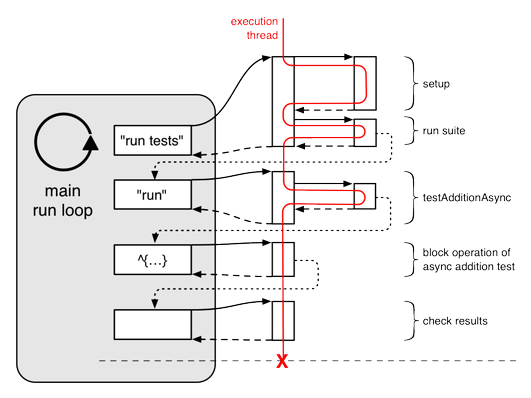 execution
thread
setup
"run tests"
run suite
main
run loop
"run"
testAdditionAsync
^{...}
block operation of
async addition test
check results
X